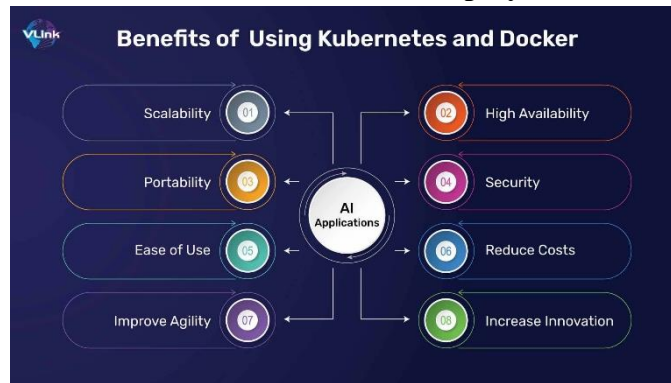 VLink
Benefits of Using Kubernetes and Docker
Scalability
01
02
High Availability
Portability
03
04
Security
AI
Applications
Ease of Use
05
06
Reduce Costs
Improve Agility
07
08
Increase Innovation